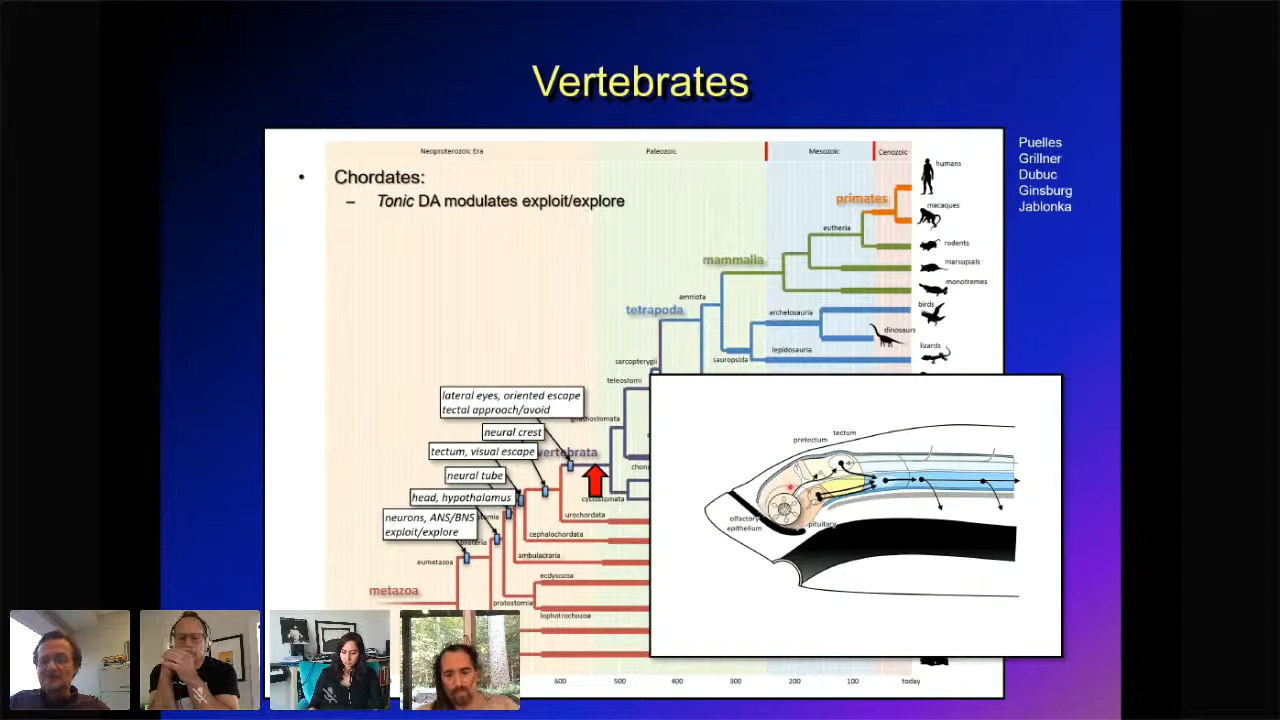 Vertebrates
Neoproterozoic Era
Paleozoic
Mesozoic
Cenozoic
Puelles
Grillner
Dubuc
Ginsburg
Jablonka
• Chordates:
– Tonic DA modulates exploit/explore
humans
primates
macaques
eutheria
rodents
mammalia
marsupials
monotremes
amniota
tetrapoda
birds
archelosauria
dinosaurs
lizards
lepidosauria
sauropsida
sarcopterygii
teleostomi
lateral eyes, oriented escape
tectal approach/avoid
neural crest
tectum, visual escape
vertebrata
neural tube
head, hypothalamus
cyclostomata
neurons, ANS/BNS
exploit/explore
urochordata
cephalochordata
ambulacraria
eumetazoa
ecdysozoa
metazoa
protostomia
lophotrochozoa
tectum
pretectum
olfactory
epithelium
pituitary
600
500
400
300
200
100
today